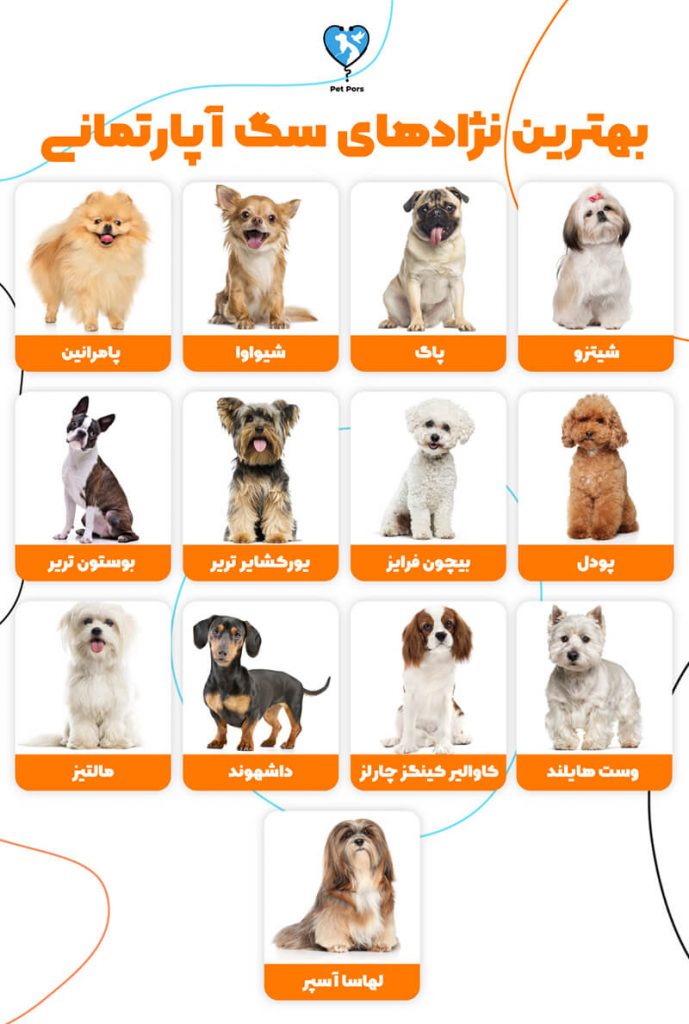 Pet Pors
بهترین نژادهای سگ آپارتمانی
شیتزو
پاگ
شیواوا
پامرانین
پودل
بیچون فرایز
یورکشایر تریر
بوستون تریر
وست هایلند
کاوالیر کینگز چارلز
داشهوند
مالتیز
لهاسا آسپر